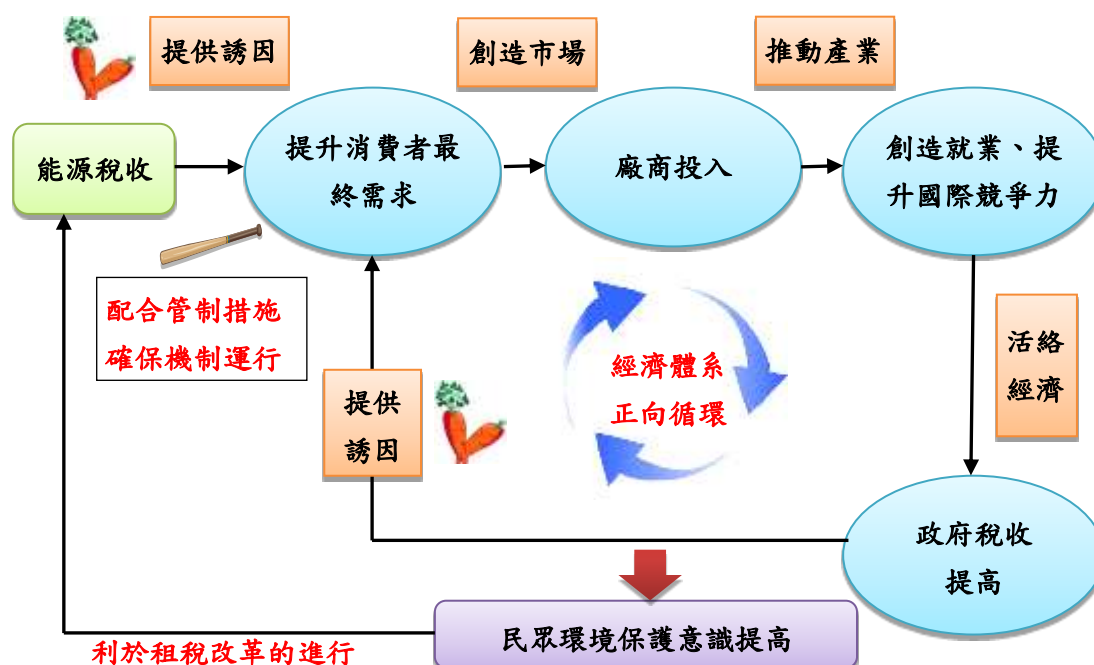 提供誘因
創造市場
推動產業
能源稅收
提升消費者最
終需求
廠商投入
創造就業、提
升國際競爭力
配合管制措施
確保機制運行
經濟體系
正向循環
活絡
經濟
提供
誘因
政府稅收
提高
民眾環境保護意識提高
利於租稅改革的進行